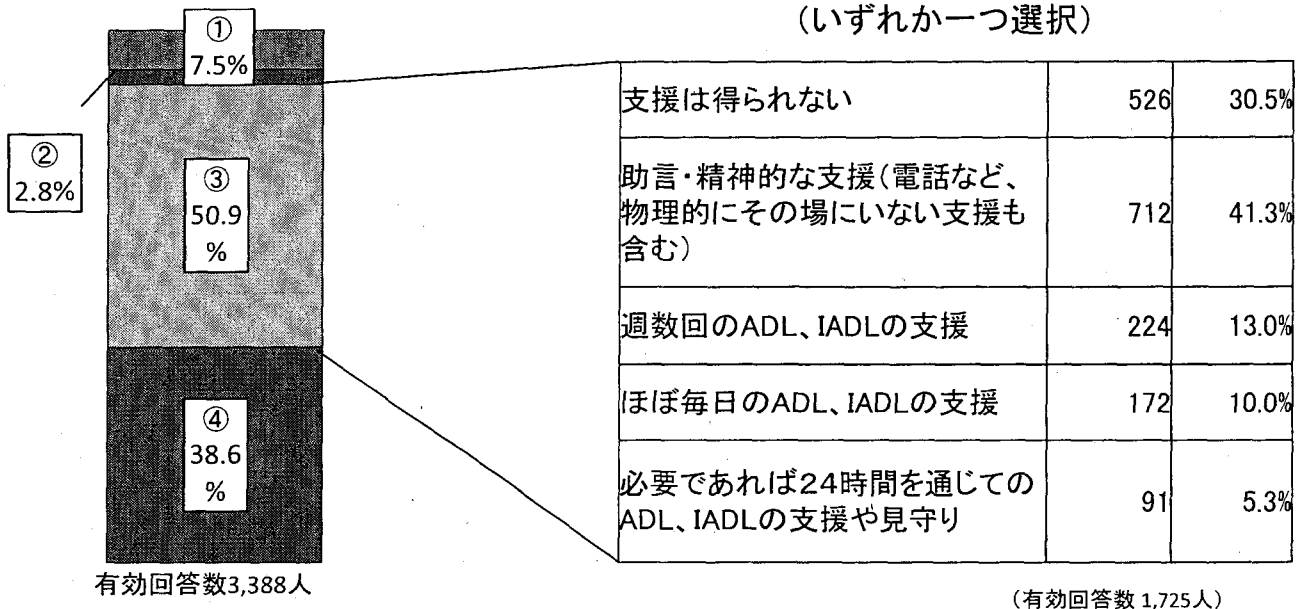 (いずれか一つ選択)
①
7.5%
②
2.8%
③
50.9
%
④
38.6
%
有効回答数3,388人
支援は得られない 526 30.5%
助言・精神的な支援(電話など、
物理的にその場にいない支援も
含む) 712 41.3%
週数回のADL、IADLの支援 224 13.0%
ほぼ毎日のADL、IADLの支援 172 10.0%
必要であれば24時間を通じての
ADL、IADLの支援や見守り 91 5.3%
(有効回答数 1,725人)